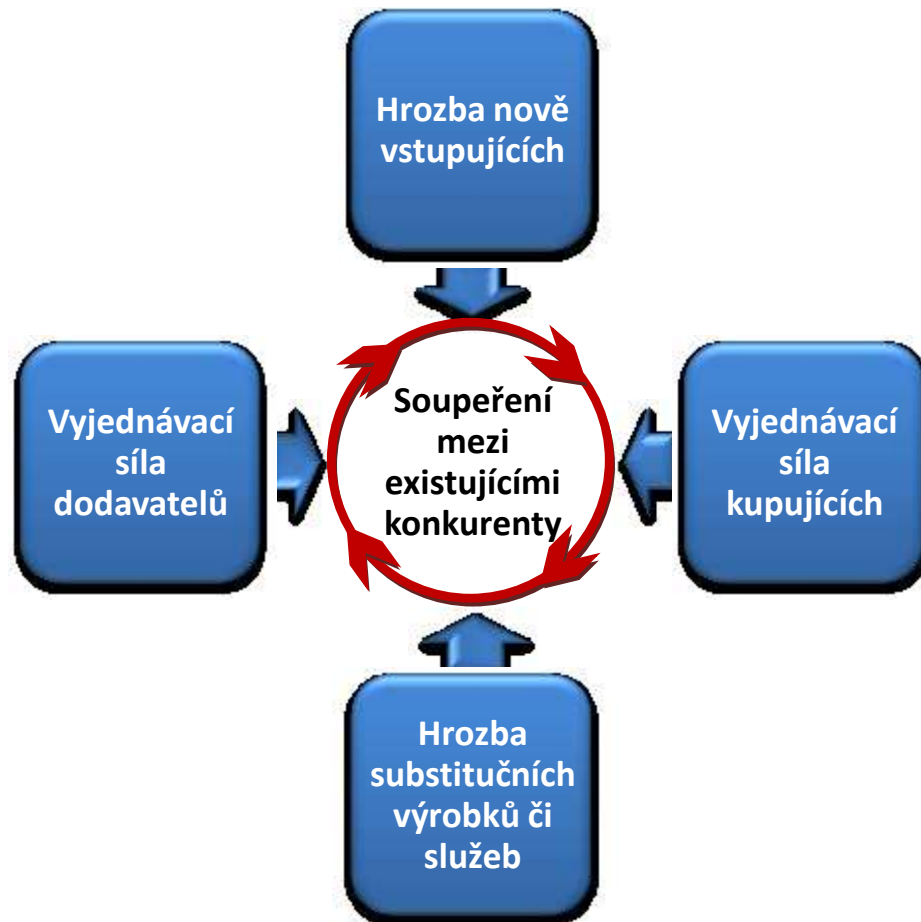 Hrozba nově
vstupujících
Vyjednávací
síla
dodavatelů
Soupeření
mezi
existujícími
konkurenty
Vyjednávací
síla
kupujících
Hrozba
substitučních
výrobků či
služeb